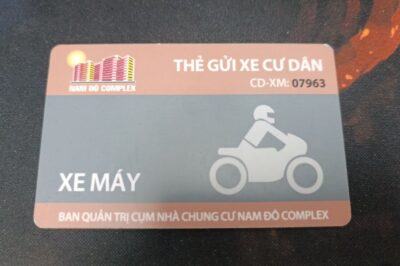 THẺ GỬI XE CƯ DÂN
NAM ĐÔ COMPLEX
CD-XM: 07963
XE MÁY
BAN QUẢN TRỊ CỤM NHÀ CHUNG CƯ NAM ĐÔ COMPLEX